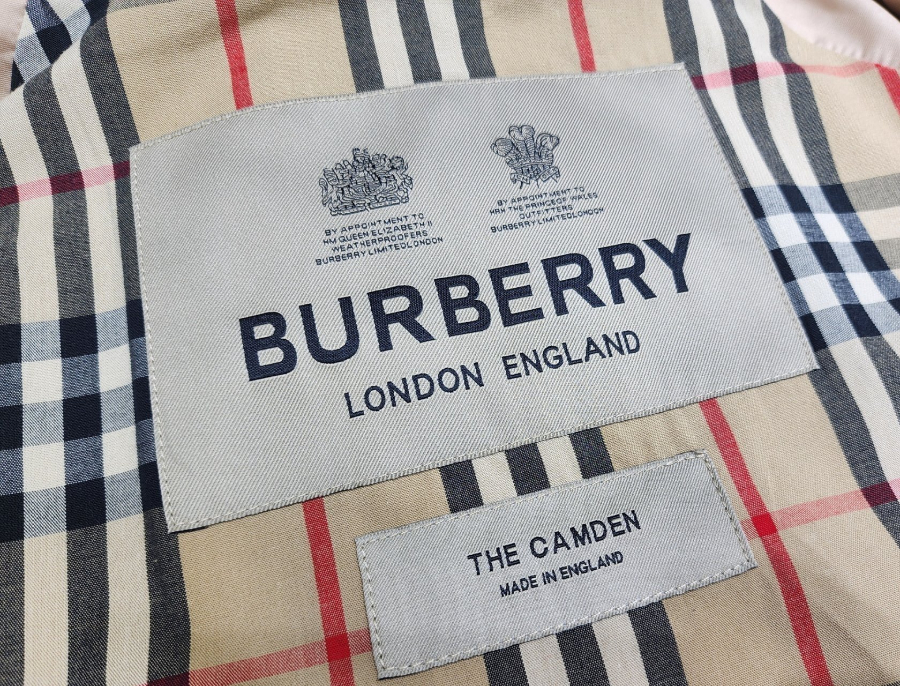 BY APPOINTMENT TO
HM QUEEN ELIZABETH II
WEATHERPROOFERS
BURBERRY LIMITED LONDON
BY APPOINTMENT TO
HRH THE PRINCE OF WALES
OUTFITTERS
BURBERRY LIMITED LONDON
BURBERRY
LONDON ENGLAND
THE CAMDEN
MADE IN ENGLAND